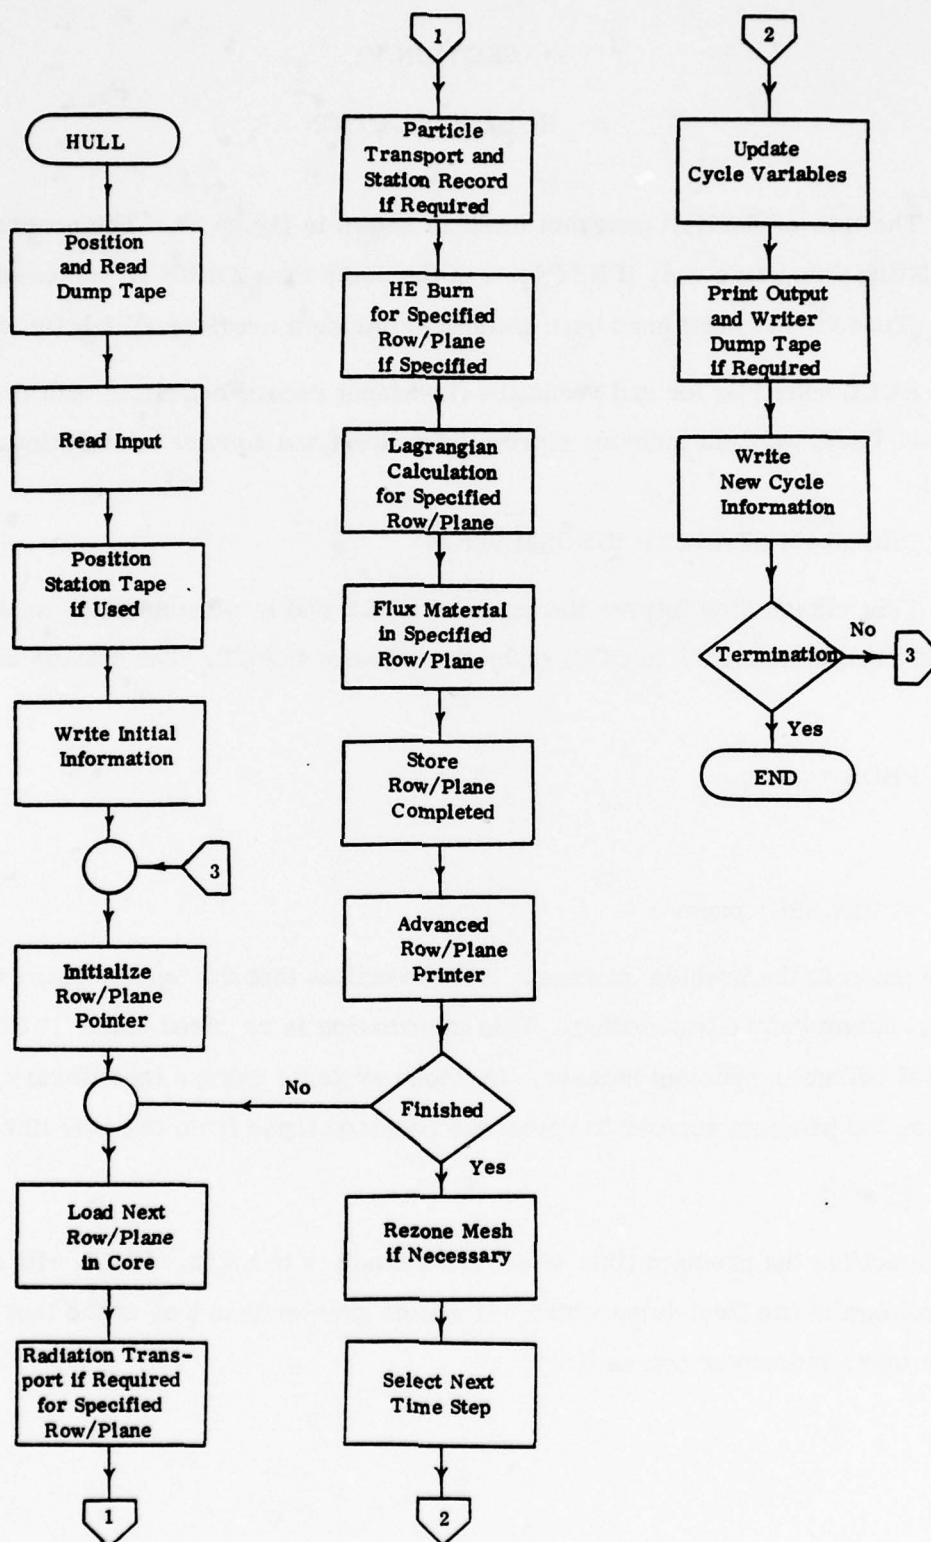 HULL
Position
and Read
Dump Tape
Read Input
Position
Station Tape
if Used
Write Initial
Information
3
Initialize
Row/Plane
Pointer
Load Next
Row/Plane
in Core
Radiation Trans-
port if Required
for Specified
Row/Plane
1
1
Particle
Transport and
Station Record
if Required
HE Burn
for Specified
Row/Plane
if Specified
Lagrangian
Calculation
for Specified
Row/Plane
Flux Material
in Specified
Row/Plane
Store
Row/Plane
Completed
Advanced
Row/Plane
Printer
Finished
No
Yes
Rezone Mesh
if Necessary
Select Next
Time Step
2
2
Update
Cycle Variables
Print Output
and Writer
Dump Tape
if Required
Write
New Cycle
Information
Termination
No
3
Yes
END